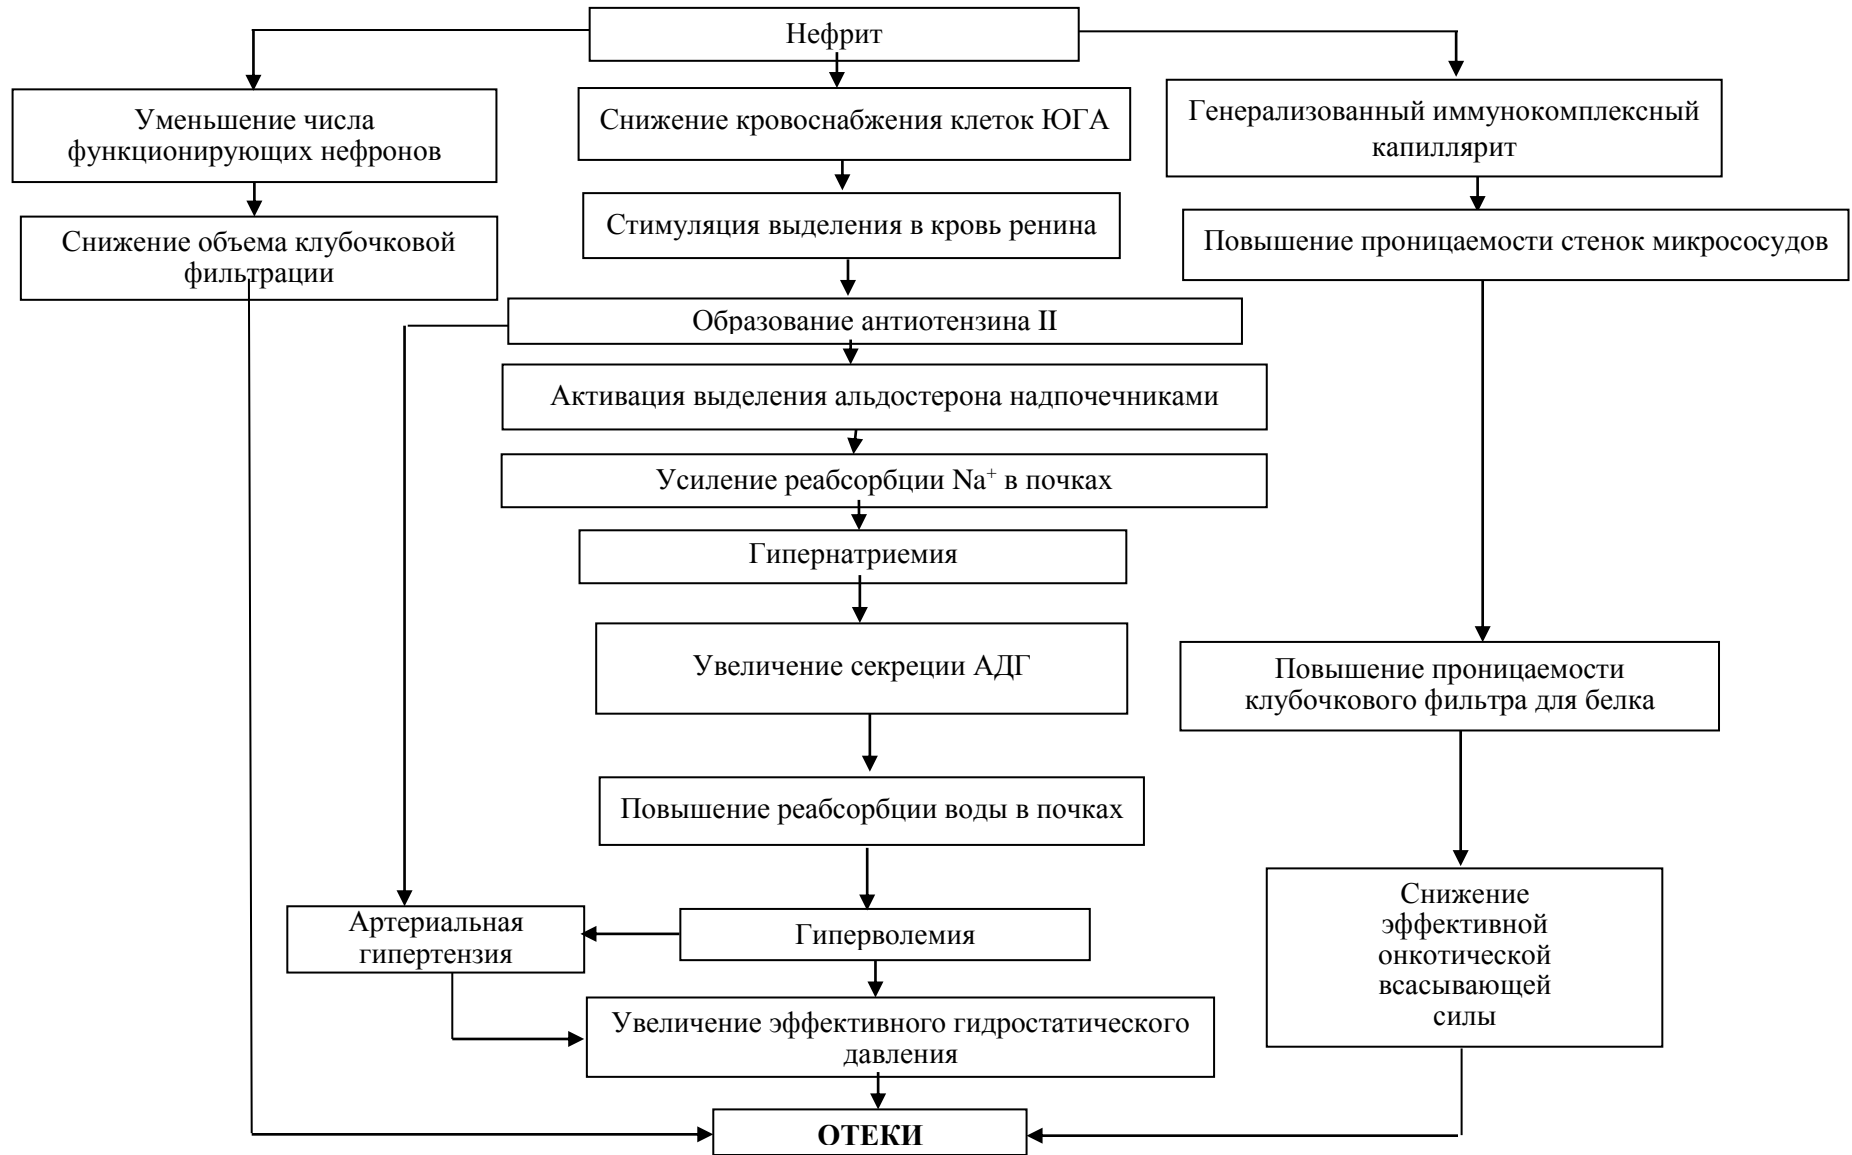 Нефрит
Уменьшение числа
функционирующих нефронов
Снижение кровоснабжения клеток ЮГА
Генерализованный иммунокомплексный
капиллярит
Снижение объема клубочковой
фильтрации
Стимуляция выделения в кровь ренина
Повышение проницаемости стенок микрососудов
Образование антиотензина II
Активация выделения альдостерона надпочечниками
Усиление реабсорбции Na⁺ в почках
Гипернатриемия
Увеличение секреции АДГ
Повышение проницаемости
клубочкового фильтра для белка
Повышение реабсорбции воды в почках
Артериальная
гипертензия
Гиперволемия
Снижение
эффективной
онкотической
всасывающей
силы
Увеличение эффективного гидростатического
давления
ОТЕКИ